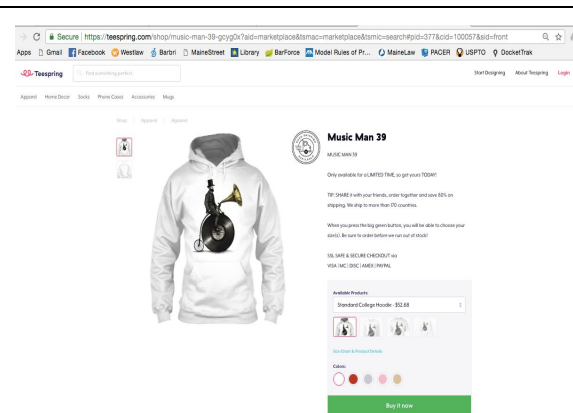 Secure | https://teespring.com/shop/music-man-39-gcyg0x?aid=marketplace&tsmac=marketplace&tsmic=search#pid=377&cid=100057&sid=front
Apps Gmail Facebook Westlaw Barbri MaineStreet Library BarForce Model Rules of Pr... MaineLaw PACER USPTO DocketTrak
Teespring Find something perfect Start Designing About Teespring Login
Apparel Home Decor Socks Phone Cases Accessories Mugs
Shop Apparel Apparel
Music Man 39
MUSIC MAN 39
Only available for a LIMITED TIME, so get yours TODAY!
TIP: SHARE it with your friends, order together and save 80% on
shipping. We ship to more than 170 countries.
When you press the big green button, you will be able to choose your
size(s). Be sure to order before we run out of stock!
SSL SAFE & SECURE CHECKOUT via
VISA | MC | DISC | AMEX | PAYPAL
Available Products:
Standard College Hoodie - $52.68
Size Chart & Product Details
Colors:
Buy it now